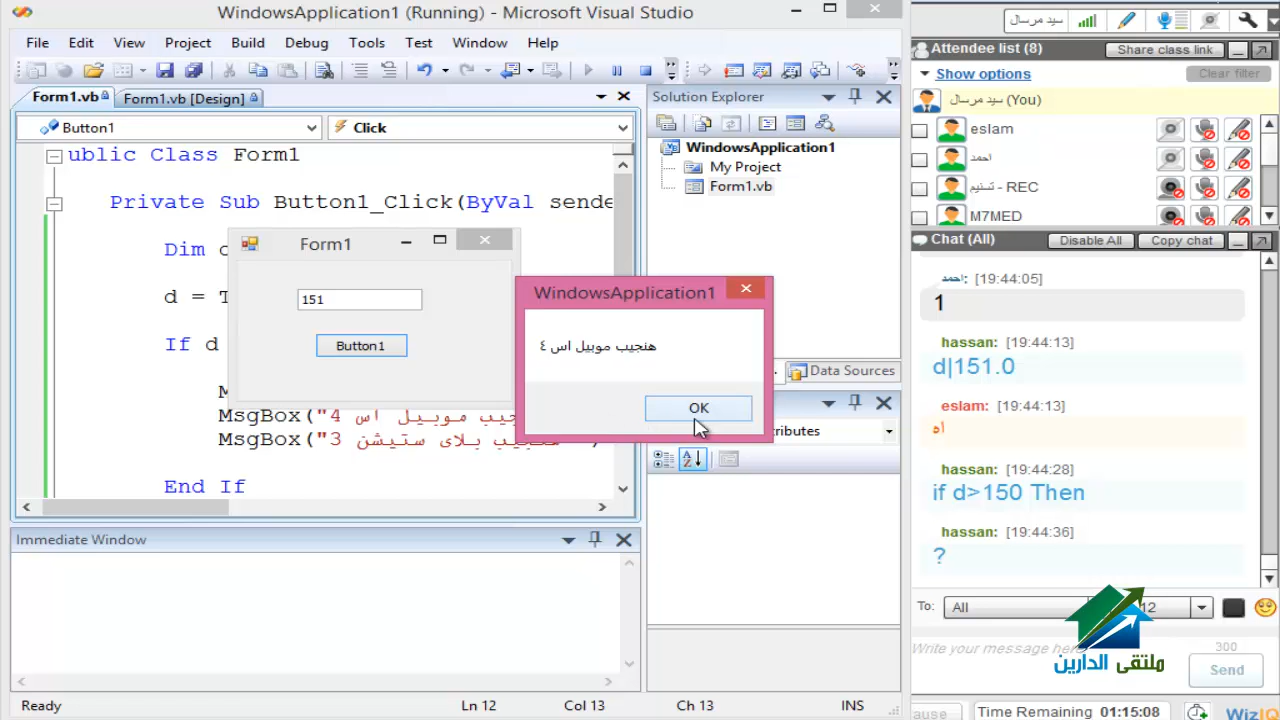 WindowsApplication1 (Running) - Microsoft Visual Studio
File Edit View Project Build Debug Tools Test Window Help
Form1.vb Form1.vb [Design]
Button1 Click
ublic Class Form1
Private Sub Button1_Click(ByVal sende
Dim
d = T
If d
MsgBox("4 جيب موبيل اس
MsgBox("3 هنجيب بلاى ستيشن
End If
Form1
151
Button1
WindowsApplication1
هنجيب موبيل اس ٤
OK
Solution Explorer
WindowsApplication1
My Project
Form1.vb
Data Sources
Immediate Window
Ready Ln 12 Col 13 Ch 13 INS
سيد مرسال
Attendee list (8) Share class link
Show options Clear filter
سيد مرسال (You)
eslam
احمد
تسنيم - REC
M7MED
Chat (All) Disable All Copy chat
احمد: [19:44:05]
1
hassan: [19:44:13]
d|151.0
eslam: [19:44:13]
اه
hassan: [19:44:28]
if d>150 Then
hassan: [19:44:36]
?
To: All 12
Write your message here
300
Send
ملتقى الدارين
Time Remaining 01:15:08
WizIQ